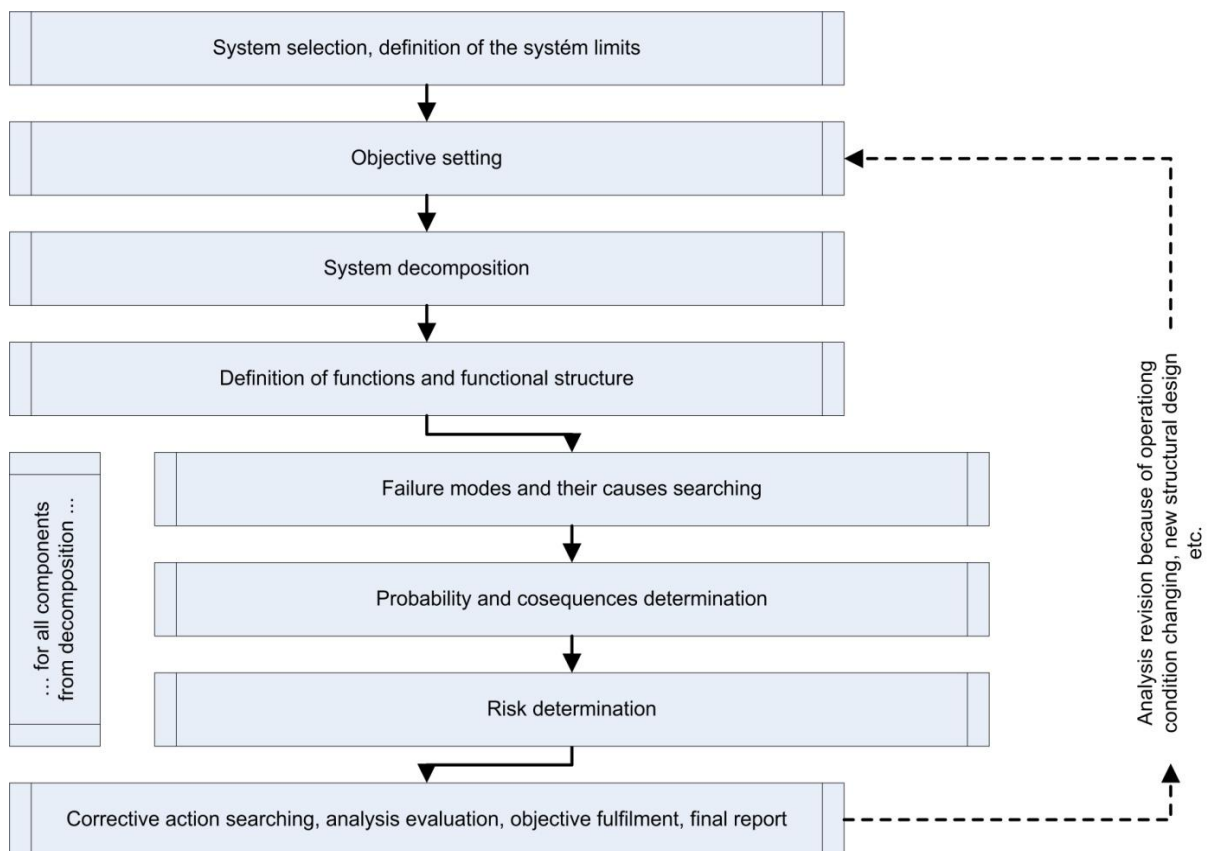 System selection, definition of the systém limits
Objective setting
System decomposition
Definition of functions and functional structure
… for all components
from decomposition ...
Failure modes and their causes searching
Probability and cosequences determination
Risk determination
Corrective action searching, analysis evaluation, objective fulfilment, final report
Analysis revision because of operationg
condition changing, new structural design
etc.